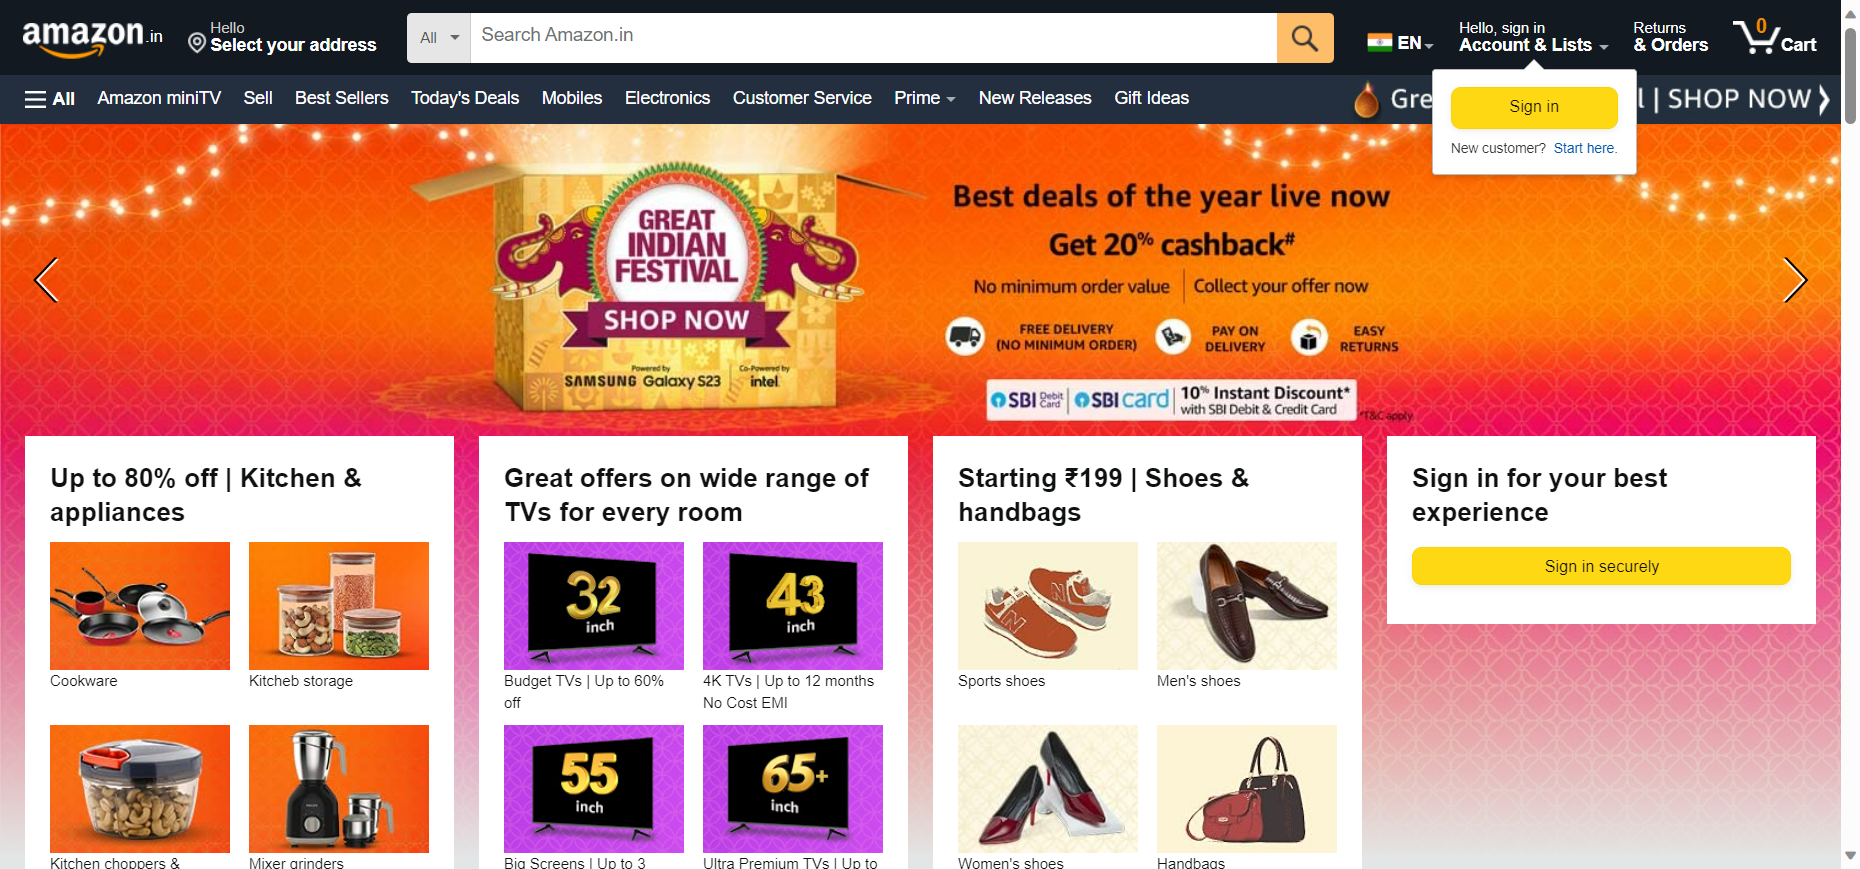 amazon.in
Hello
Select your address
All
Search Amazon.in
EN
Hello, sign in
Account & Lists
Returns
& Orders
0
Cart
All
Amazon miniTV
Sell
Best Sellers
Today's Deals
Mobiles
Electronics
Customer Service
Prime
New Releases
Gift Ideas
| SHOP NOW
Sign in
New customer? Start here.
GREAT
INDIAN
FESTIVAL
SHOP NOW
Powered by
SAMSUNG Galaxy S23
Co-Powered by
intel
Best deals of the year live now
Get 20% cashback#
No minimum order value | Collect your offer now
FREE DELIVERY
(NO MINIMUM ORDER)
PAY ON
DELIVERY
EASY
RETURNS
SBI Debit Card
SBI card
10% Instant Discount*
with SBI Debit & Credit Card
*T&C apply
Up to 80% off | Kitchen &
appliances
Cookware
Kitcheb storage
Kitchen choppers &
Mixer grinders
Great offers on wide range of
TVs for every room
32
inch
43
inch
Budget TVs | Up to 60%
off
4K TVs | Up to 12 months
No Cost EMI
55
inch
65+
inch
Big Screens | Up to 3
Ultra Premium TVs | Up to
Starting ₹199 | Shoes &
handbags
Sports shoes
Men's shoes
Women's shoes
Handbags
Sign in for your best
experience
Sign in securely